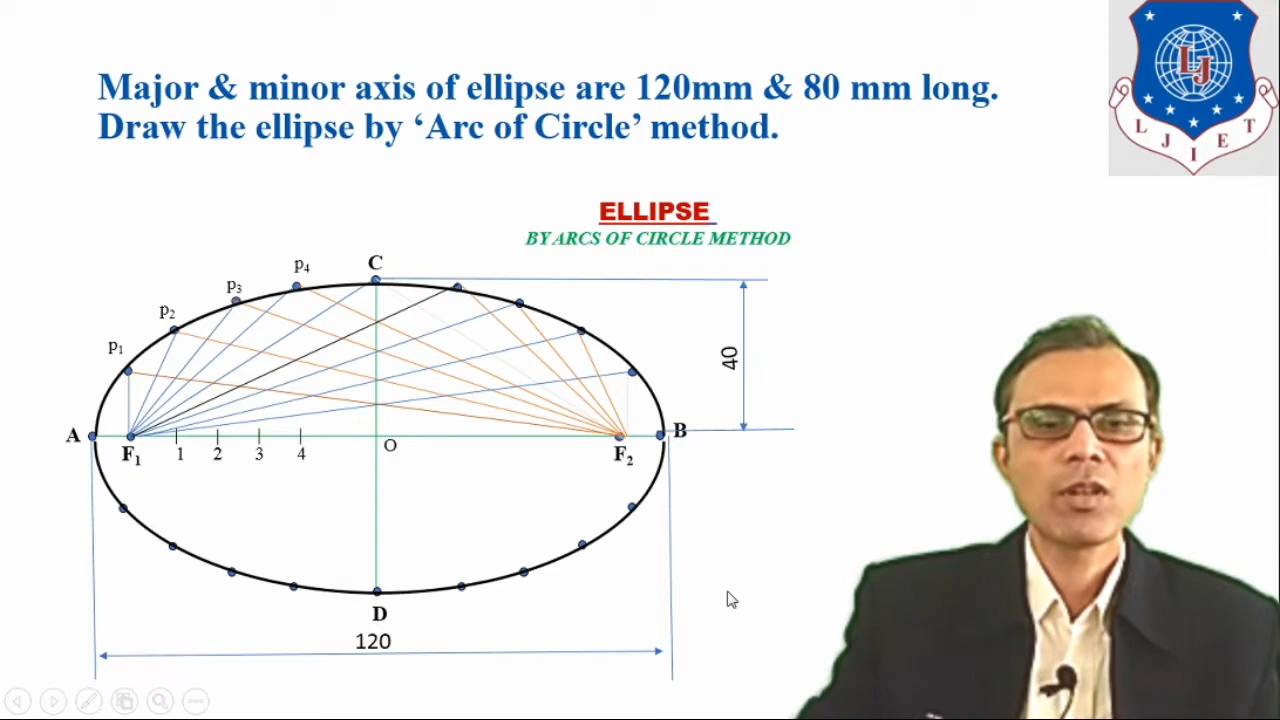 Major & minor axis of ellipse are 120mm & 80 mm long.
Draw the ellipse by ‘Arc of Circle’ method.
L J I E T
LJ
ELLIPSE
BY ARCS OF CIRCLE METHOD
C
p4
p3
p2
p1
40
A
B
F1
1
2
3
4
O
F2
D
120